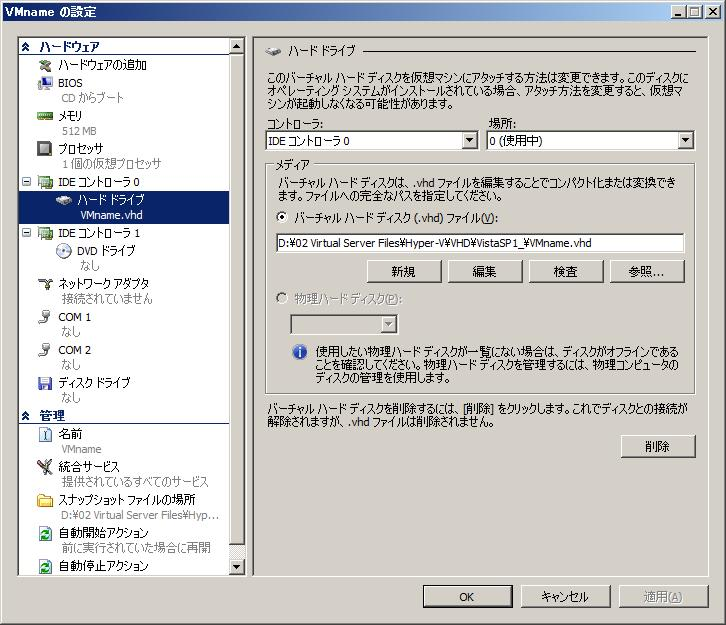 VMname の設定
ハードウェア
ハードウェアの追加
BIOS
CD からブート
メモリ
512 MB
プロセッサ
1 個の仮想プロセッサ
IDE コントローラ 0
ハード ドライブ
VMname.vhd
IDE コントローラ 1
DVD ドライブ
なし
ネットワーク アダプタ
接続されていません
COM 1
なし
COM 2
なし
ディスク ドライブ
なし
管理
名前
VMname
統合サービス
提供されているすべてのサービス
スナップショット ファイルの場所
D:¥02 Virtual Server Files¥Hyp...
自動開始アクション
前に実行されていた場合に再開
自動停止アクション
ハード ドライブ
このバーチャル ハード ディスクを仮想マシンにアタッチする方法は変更できます。このディスクに
オペレーティング システムがインストールされている場合、アタッチ方法を変更すると、仮想マ
シンが起動しなくなる可能性があります。
コントローラ:
場所:
IDE コントローラ 0
0 (使用中)
メディア
バーチャル ハード ディスクは、.vhd ファイルを編集することでコンパクト化または変換できま
す。ファイルへの完全なパスを指定してください。
バーチャル ハード ディスク (.vhd) ファイル(V):
D:¥02 Virtual Server Files¥Hyper-V¥VHD¥VistaSP1_¥VMname.vhd
新規
編集
検査
参照...
物理ハード ディスク(P):
使用したい物理ハード ディスクが一覧にない場合は、ディスクがオフラインである
ことを確認してください。物理ハード ディスクを管理するには、物理コンピュータの
ディスクの管理を使用します。
バーチャル ハード ディスクを削除するには、[削除] をクリックします。これでディスクとの接続が
解除されますが、.vhd ファイルは削除されません。
削除
OK
キャンセル
適用(A)